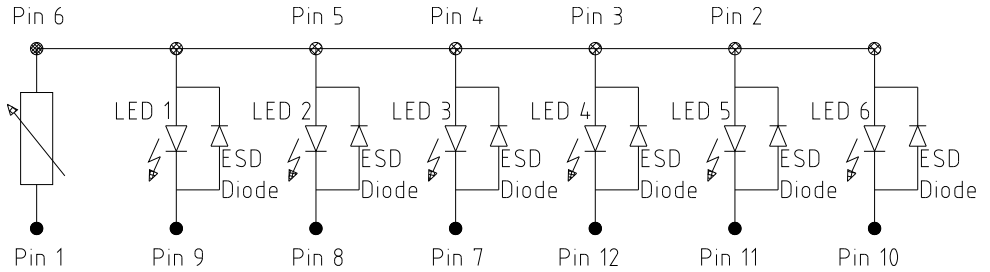 Pin 6
Pin 5
Pin 4
Pin 3
Pin 2
LED 1
LED 2
LED 3
LED 4
LED 5
LED 6
ESD
Diode
ESD
Diode
ESD
Diode
ESD
Diode
ESD
Diode
ESD
Diode
Pin 1
Pin 9
Pin 8
Pin 7
Pin 12
Pin 11
Pin 10